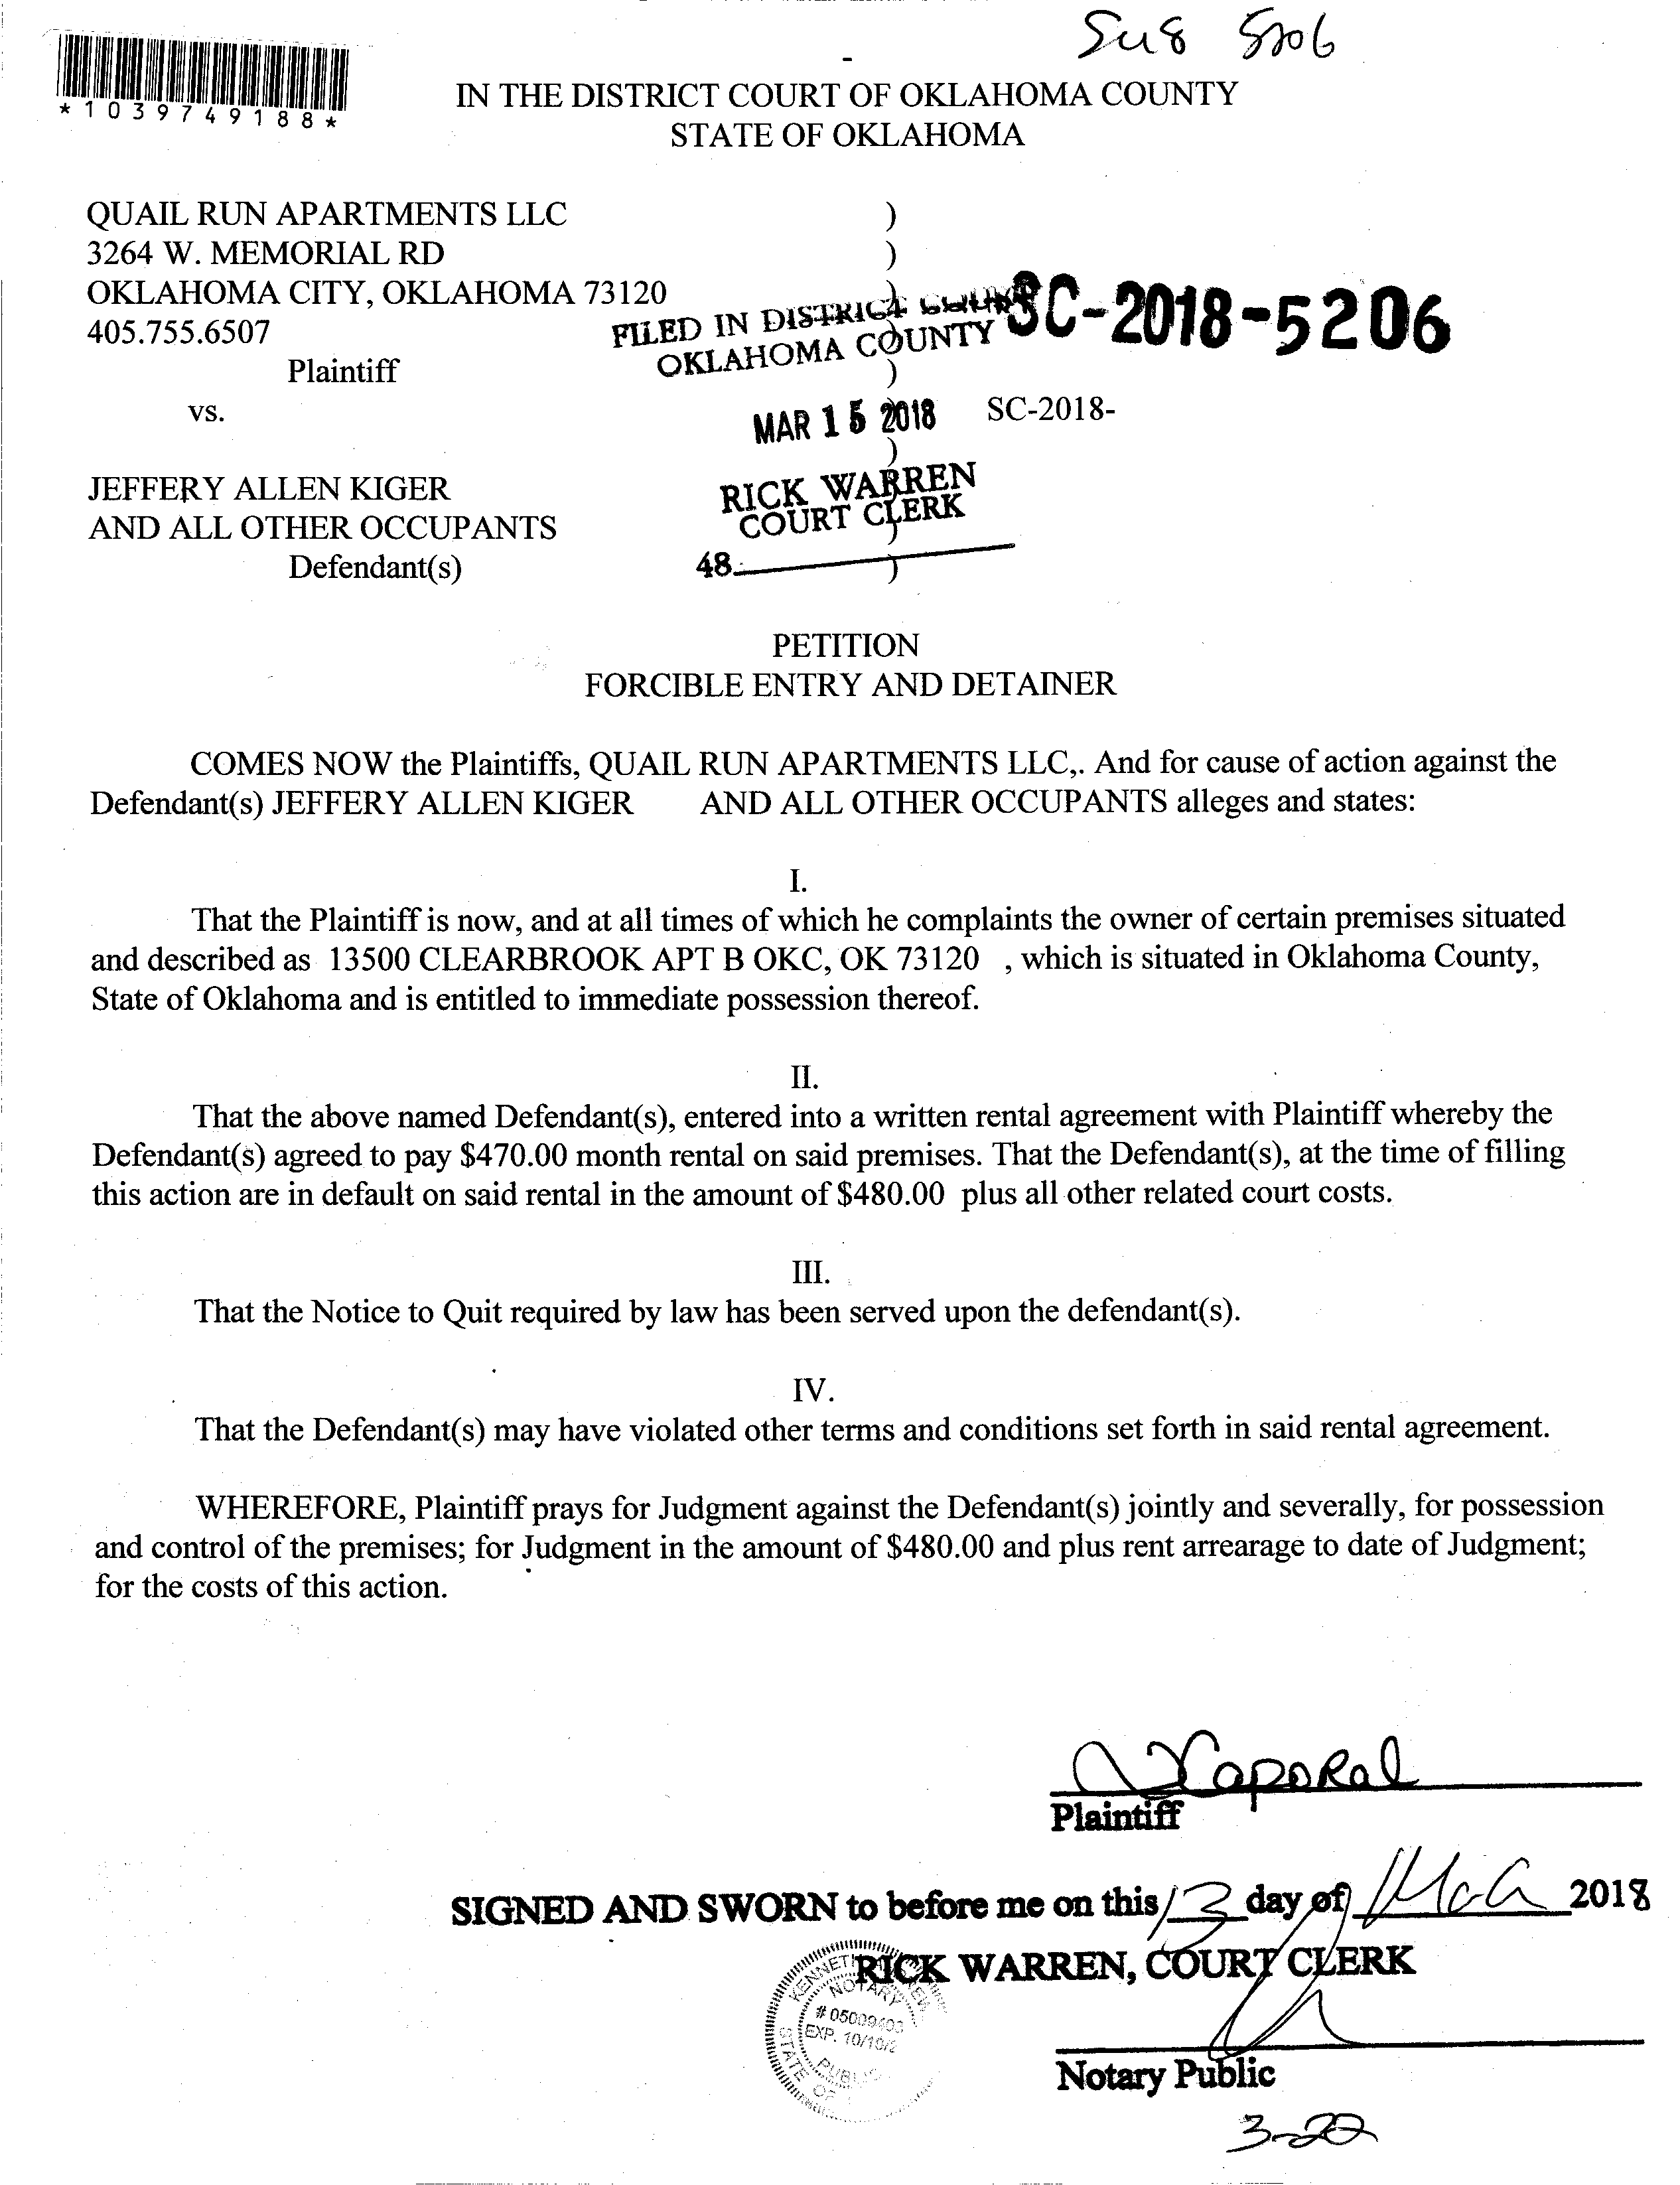 5206
*1039749188*
IN THE DISTRICT COURT OF OKLAHOMA COUNTY
STATE OF OKLAHOMA
QUAIL RUN APARTMENTS LLC )
3264 W. MEMORIAL RD )
OKLAHOMA CITY, OKLAHOMA 73120 )
405.755.6507
FILED IN DISTRICT COURT
OKLAHOMA COUNTY
SC-2018-5206
Plaintiff )
vs.
MAR 15 2018
SC-2018-
)
JEFFERY ALLEN KIGER
AND ALL OTHER OCCUPANTS
RICK WARREN
COURT CLERK
Defendant(s) )
48
PETITION
FORCIBLE ENTRY AND DETAINER
COMES NOW the Plaintiffs, QUAIL RUN APARTMENTS LLC,. And for cause of action against the
Defendant(s) JEFFERY ALLEN KIGER AND ALL OTHER OCCUPANTS alleges and states:
I.
That the Plaintiff is now, and at all times of which he complaints the owner of certain premises situated
and described as 13500 CLEARBROOK APT B OKC, OK 73120 , which is situated in Oklahoma County,
State of Oklahoma and is entitled to immediate possession thereof.
II.
That the above named Defendant(s), entered into a written rental agreement with Plaintiff whereby the
Defendant(s) agreed to pay $470.00 month rental on said premises. That the Defendant(s), at the time of filling
this action are in default on said rental in the amount of $480.00 plus all other related court costs.
III.
That the Notice to Quit required by law has been served upon the defendant(s).
IV.
That the Defendant(s) may have violated other terms and conditions set forth in said rental agreement.
WHEREFORE, Plaintiff prays for Judgment against the Defendant(s) jointly and severally, for possession
and control of the premises; for Judgment in the amount of $480.00 and plus rent arrearage to date of Judgment;
for the costs of this action.
Plaintiff
SIGNED AND SWORN to before me on this 13 day of 2018
RICK WARREN, COURT CLERK
NOTARY
PUBLIC
STATE OF
Notary Public
3-22